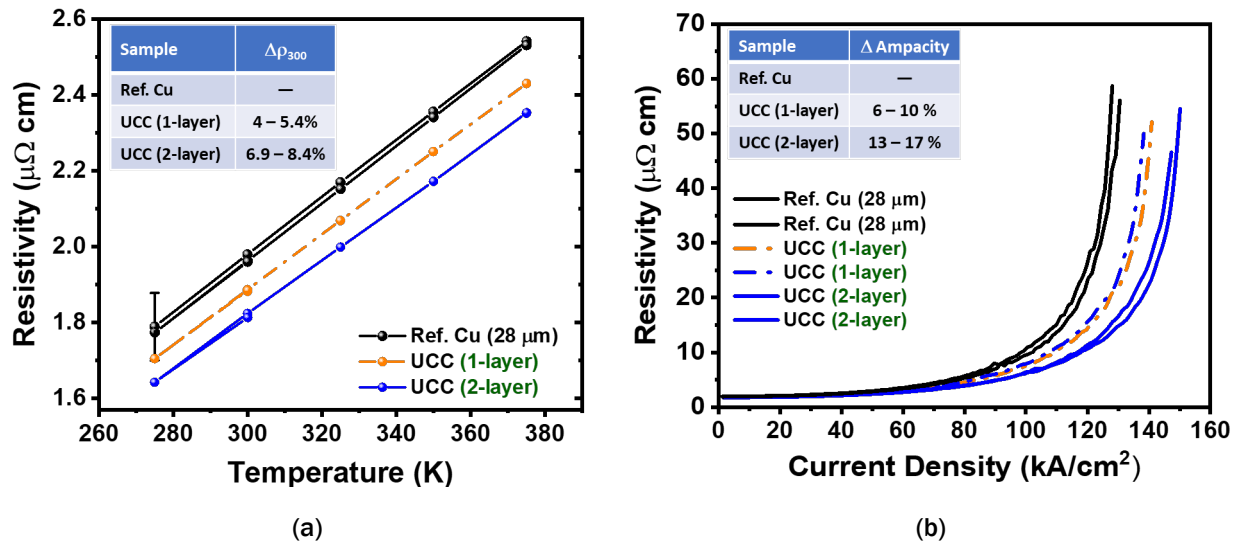 2.6
2.4
2.2
2.0
1.8
1.6
Resistivity (μΩ cm)
Sample Δρ300
Ref. Cu —
UCC (1-layer) 4 – 5.4%
UCC (2-layer) 6.9 – 8.4%
Ref. Cu (28 μm)
UCC (1-layer)
UCC (2-layer)
260 280 300 320 340 360 380
Temperature (K)
(a)
70
60
50
40
30
20
10
0
Resistivity (μΩ cm)
Sample Δ Ampacity
Ref. Cu —
UCC (1-layer) 6 – 10 %
UCC (2-layer) 13 – 17 %
Ref. Cu (28 μm)
Ref. Cu (28 μm)
UCC (1-layer)
UCC (1-layer)
UCC (2-layer)
UCC (2-layer)
0 20 40 60 80 100 120 140 160
Current Density (kA/cm²)
(b)